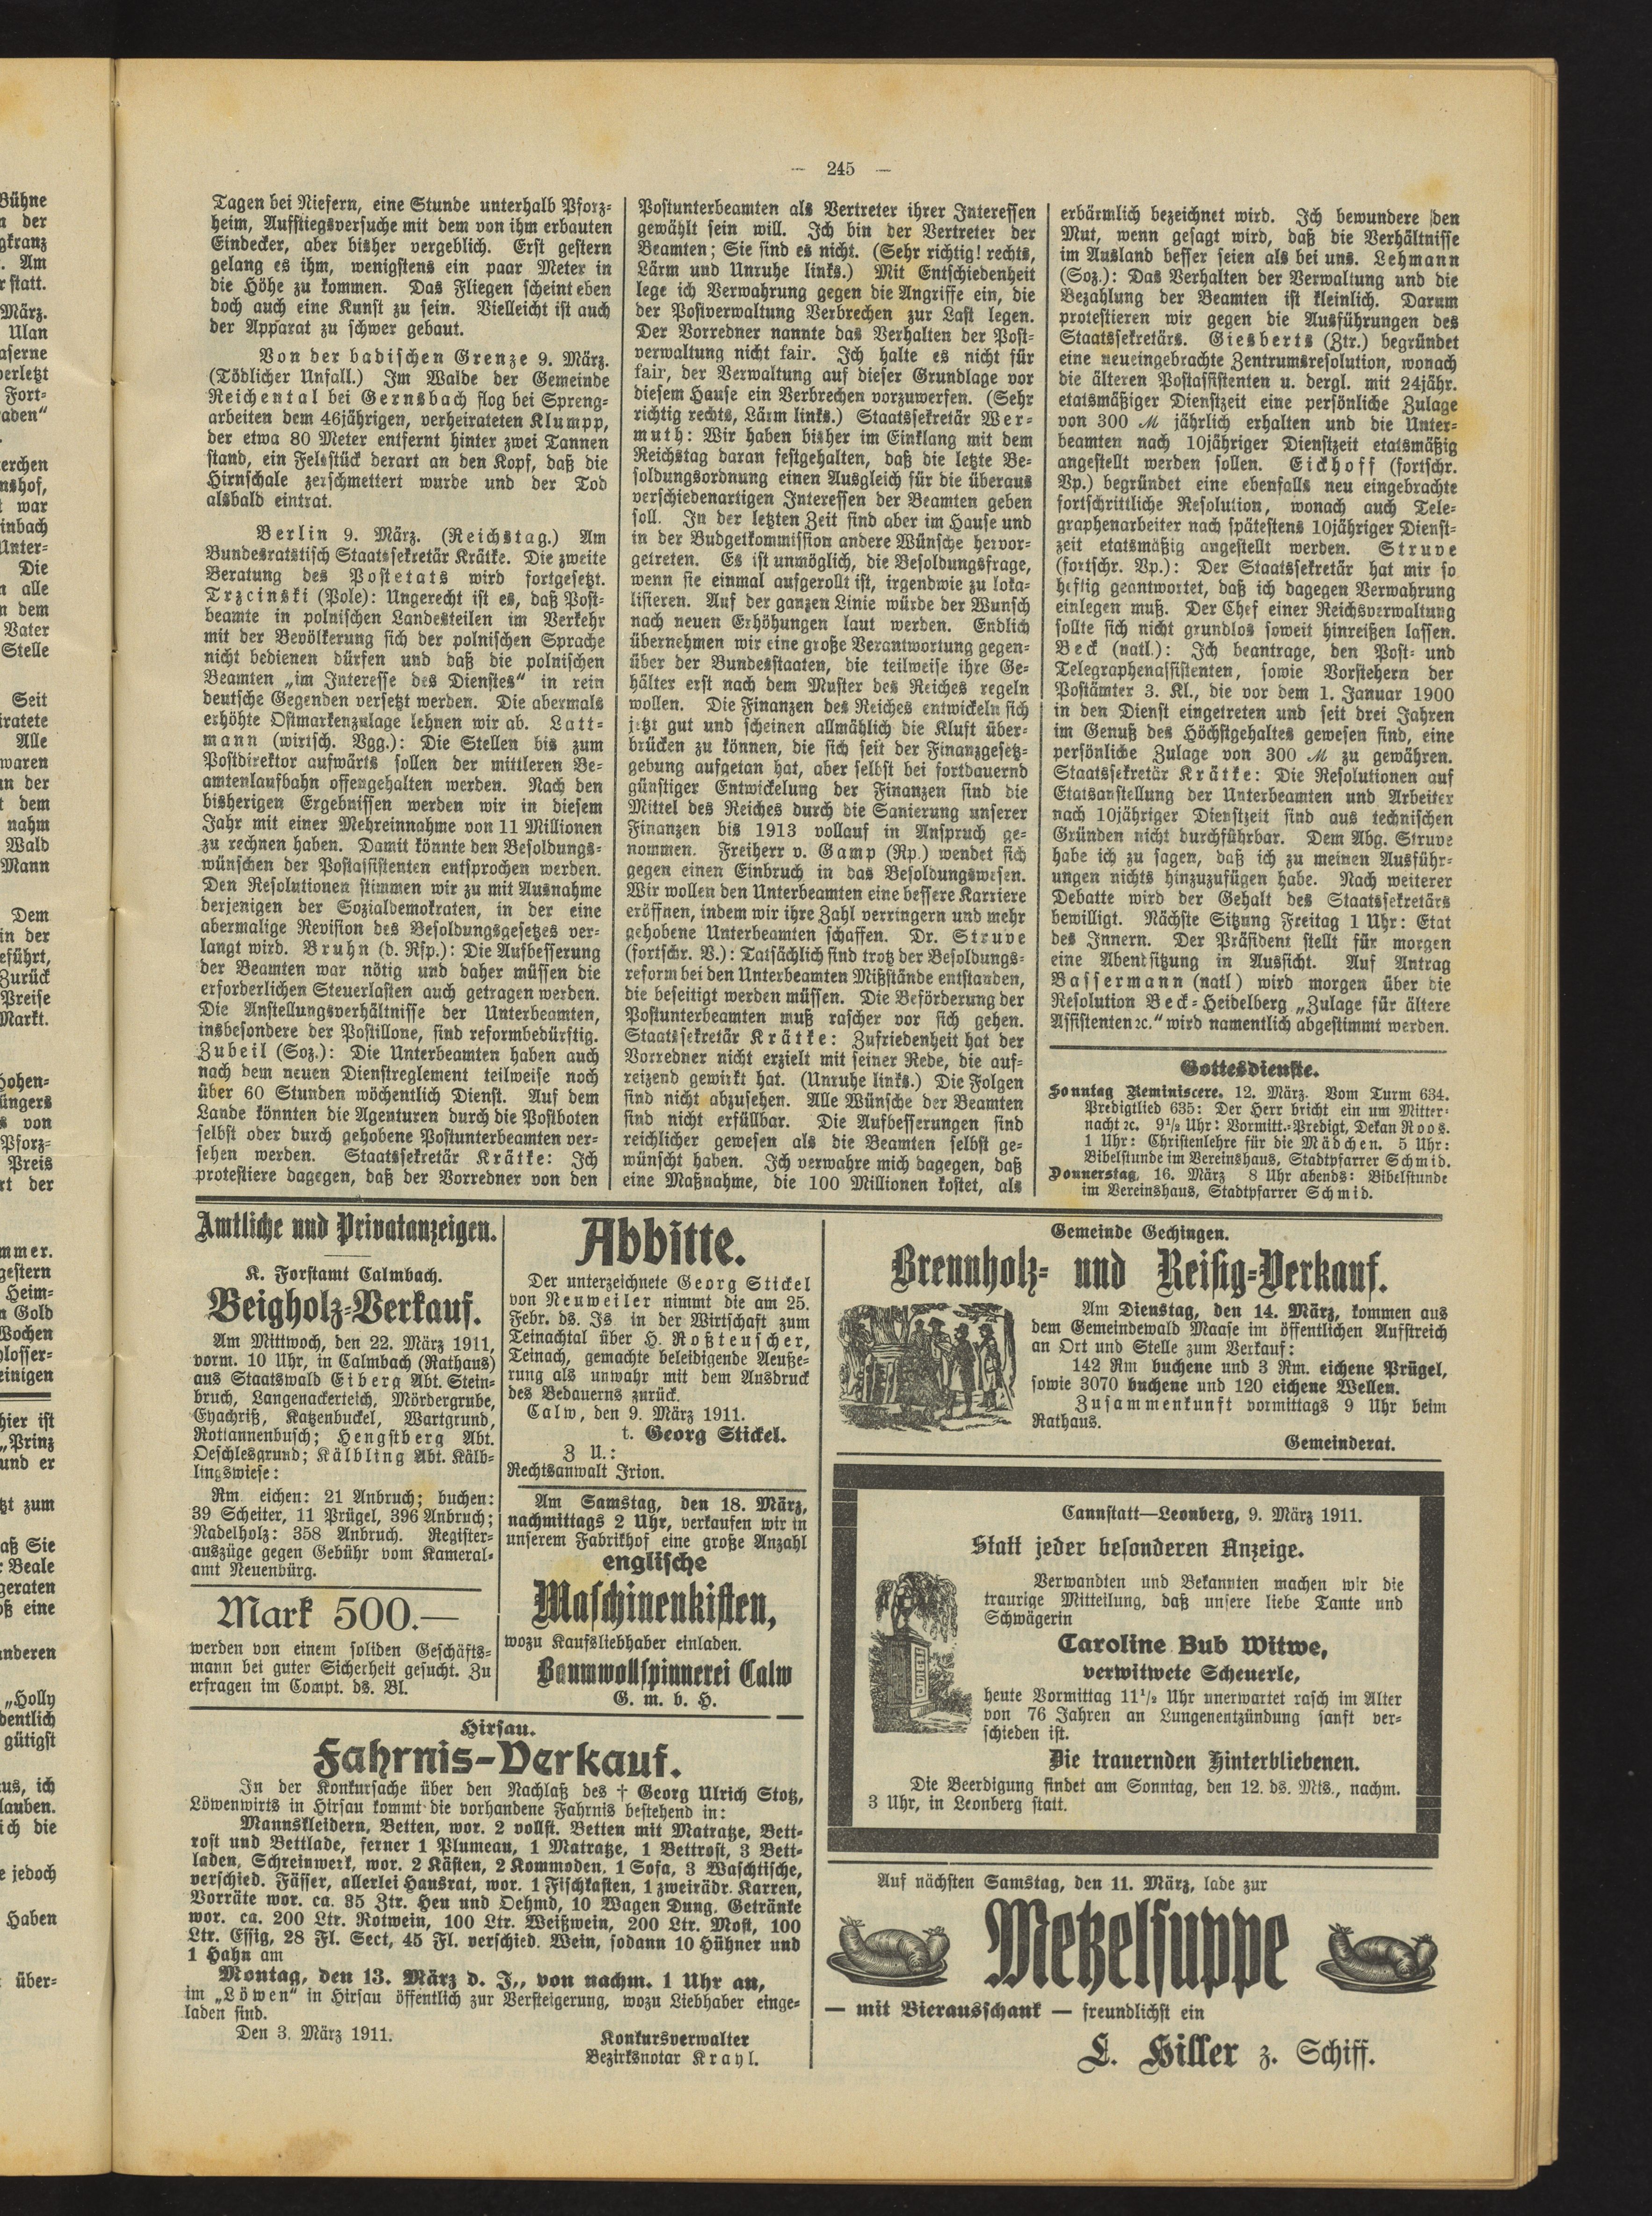 — 245 —
Tagen bei Niefern, eine Stunde unterhalb Pforz-
heim, Aufstiegsversuche mit dem von ihm erbauten
Eindecker, aber bisher vergeblich. Erst gestern
gelang es ihm, wenigstens ein paar Meter in
die Höhe zu kommen. Das Fliegen scheint eben
doch auch eine Kunst zu sein. Vielleicht ist auch
der Apparat zu schwer gebaut.
Von der badischen Grenze 9. März.
(Tödlicher Unfall.) Im Walde der Gemeinde
Reichental bei Gernsbach flog bei Spreng-
arbeiten dem 46jährigen, verheirateten Klumpp,
der etwa 80 Meter entfernt hinter zwei Tannen
stand, ein Felsstück derart an den Kopf, daß die
Hirnschale zerschmettert wurde und der Tod
alsbald eintrat.
Berlin 9. März. (Reichstag.) Am
Bundesratstisch Staatssekretär Krätke. Die zweite
Beratung des Postetats wird fortgesetzt.
Trzcinski (Pole): Ungerecht ist es, daß Post-
beamte in polnischen Landesteilen im Verkehr
mit der Bevölkerung sich der polnischen Sprache
nicht bedienen dürfen und daß die polnischen
Beamten „im Interesse des Dienstes“ in rein
deutsche Gegenden versetzt werden. Die abermals
erhöhte Ostmarkenzulage lehnen wir ab. Latt-
mann (wirtsch. Vgg.): Die Stellen bis zum
Postdirektor aufwärts sollen der mittleren Be-
amtenlaufbahn offengehalten werden. Nach den
bisherigen Ergebnissen werden wir in diesem
Jahr mit einer Mehreinnahme von 11 Millionen
zu rechnen haben. Damit könnte den Besoldungs-
wünschen der Postassistenten entsprochen werden.
Den Resolutionen stimmen wir zu mit Ausnahme
derjenigen der Sozialdemokraten, in der eine
abermalige Revision des Besoldungsgesetzes ver-
langt wird. Bruhn (d. Rfp.): Die Aufbesserung
der Beamten war nötig und daher müssen die
erforderlichen Steuerlasten auch getragen werden.
Die Anstellungsverhältnisse der Unterbeamten,
insbesondere der Postillone, sind reformbedürftig.
Zubeil (Soz.): Die Unterbeamten haben auch
nach dem neuen Dienstreglement teilweise noch
über 60 Stunden wöchentlich Dienst. Auf dem
Lande könnten die Agenturen durch die Postboten
selbst oder durch gehobene Postunterbeamten ver-
sehen werden. Staatssekretär Krätke: Ich
protestiere dagegen, daß der Vorredner von den
Postunterbeamten als Vertreter ihrer Interessen
gewählt sein will. Ich bin der Vertreter der
Beamten; Sie sind es nicht. (Sehr richtig! rechts,
Lärm und Unruhe links.) Mit Entschiedenheit
lege ich Verwahrung gegen die Angriffe ein, die
der Postverwaltung Verbrechen zur Last legen.
Der Vorredner nannte das Verhalten der Post-
verwaltung nicht fair. Ich halte es nicht für
fair, der Verwaltung auf dieser Grundlage vor
diesem Hause ein Verbrechen vorzuwerfen. (Sehr
richtig rechts, Lärm links.) Staatssekretär Wer-
muth: Wir haben bisher im Einklang mit dem
Reichstag daran festgehalten, daß die letzte Be-
soldungsordnung einen Ausgleich für die überaus
verschiedenartigen Interessen der Beamten geben
soll. In der letzten Zeit sind aber im Hause und
in der Budgetkommission andere Wünsche hervor-
getreten. Es ist unmöglich, die Besoldungsfrage,
wenn sie einmal aufgerollt ist, irgendwie zu loka-
lisieren. Auf der ganzen Linie würde der Wunsch
nach neuen Erhöhungen laut werden. Endlich
übernehmen wir eine große Verantwortung gegen-
über der Bundesstaaten, die teilweise ihre Ge-
hälter erst nach dem Muster des Reiches regeln
wollen. Die Finanzen des Reiches entwickeln sich
jetzt gut und scheinen allmählich die Kluft über-
brücken zu können, die sich seit der Finanzgesetz-
gebung aufgetan hat, aber selbst bei fortdauernd
günstiger Entwickelung der Finanzen sind die
Mittel des Reiches durch die Sanierung unserer
Finanzen bis 1913 vollauf in Anspruch ge-
nommen. Freiherr v. Gamp (Rp.) wendet sich
gegen einen Einbruch in das Besoldungswesen.
Wir wollen den Unterbeamten eine bessere Karriere
eröffnen, indem wir ihre Zahl verringern und mehr
gehobene Unterbeamten schaffen. Dr. Struve
(fortschr. V.): Tatsächlich sind trotz der Besoldungs-
reform bei den Unterbeamten Mißstände entstanden,
die beseitigt werden müssen. Die Beförderung der
Postunterbeamten muß rascher vor sich gehen.
Staatssekretär Krätke: Zufriedenheit hat der
Vorredner nicht erzielt mit seiner Rede, die auf-
reizend gewirkt hat. (Unruhe links.) Die Folgen
sind nicht abzusehen. Alle Wünsche der Beamten
sind nicht erfüllbar. Die Aufbesserungen sind
reichlicher gewesen als die Beamten selbst ge-
wünscht haben. Ich verwahre mich dagegen, daß
eine Maßnahme, die 100 Millionen kostet, als
erbärmlich bezeichnet wird. Ich bewundere den
Mut, wenn gesagt wird, daß die Verhältnisse
im Ausland besser seien als bei uns. Lehmann
(Soz.): Das Verhalten der Verwaltung und die
Bezahlung der Beamten ist kleinlich. Darum
protestieren wir gegen die Ausführungen des
Staatssekretärs. Giesberts (Ztr.) begründet
eine neueingebrachte Zentrumsresolution, wonach
die älteren Postassistenten u. dergl. mit 24jähr.
etatsmäßiger Dienstzeit eine persönliche Zulage
von 300 ℳ jährlich erhalten und die Unter-
beamten nach 10jähriger Dienstzeit etatsmäßig
angestellt werden sollen. Eickhoff (fortschr.
Vp.) begründet eine ebenfalls neu eingebrachte
fortschrittliche Resolution, wonach auch Tele-
graphenarbeiter nach spätestens 10jähriger Dienst-
zeit etatsmäßig angestellt werden. Struve
(fortschr. Vp.): Der Staatssekretär hat mir so
heftig geantwortet, daß ich dagegen Verwahrung
einlegen muß. Der Chef einer Reichsverwaltung
sollte sich nicht grundlos soweit hinreißen lassen.
Beck (natl.): Ich beantrage, den Post- und
Telegraphenassistenten, sowie Vorstehern der
Postämter 3. Kl., die vor dem 1. Januar 1900
in den Dienst eingetreten und seit drei Jahren
im Genuß des Höchstgehaltes gewesen sind, eine
persönliche Zulage von 300 ℳ zu gewähren.
Staatssekretär Krätke: Die Resolutionen auf
Etatsanstellung der Unterbeamten und Arbeiter
nach 10jähriger Dienstzeit sind aus technischen
Gründen nicht durchführbar. Dem Abg. Struve
habe ich zu sagen, daß ich zu meinen Ausführ-
ungen nichts hinzuzufügen habe. Nach weiterer
Debatte wird der Gehalt des Staatssekretärs
bewilligt. Nächste Sitzung Freitag 1 Uhr: Etat
des Innern. Der Präsident stellt für morgen
eine Abendsitzung in Aussicht. Auf Antrag
Bassermann (natl) wird morgen über die
Resolution Beck-Heidelberg „Zulage für ältere
Assistenten ꝛc.“ wird namentlich abgestimmt werden.
Gottesdienste.
Sonntag Reminiscere. 12. März. Vom Turm 634.
Predigtlied 635: Der Herr bricht ein um Mitter-
nacht ꝛc. 9½ Uhr: Vormitt.-Predigt, Dekan Roos.
1 Uhr: Christenlehre für die Mädchen. 5 Uhr:
Bibelstunde im Vereinshaus, Stadtpfarrer Schmid.
Donnerstag, 16. März 8 Uhr abends: Bibelstunde
im Vereinshaus, Stadtpfarrer Schmid.
Amtliche und Privatanzeigen.
K. Forstamt Calmbach.
Beigholz-Verkauf.
Am Mittwoch, den 22. März 1911,
vorm. 10 Uhr, in Calmbach (Rathaus)
aus Staatswald Eiberg Abt. Stein-
bruch, Langenackerteich, Mördergrube,
Eyachriß, Katzenbuckel, Wartgrund,
Rottannenbusch; Hengstberg Abt.
Oeschlesgrund; Kälbling Abt. Kälb-
lingswiese:
Rm. eichen: 21 Anbruch; buchen:
39 Scheiter, 11 Prügel, 396 Anbruch;
Nadelholz: 358 Anbruch. Register-
auszüge gegen Gebühr vom Kameral-
amt Neuenbürg.
Mark 500.—
werden von einem soliden Geschäfts-
mann bei guter Sicherheit gesucht. Zu
erfragen im Compt. ds. Bl.
Abbitte.
Der unterzeichnete Georg Stickel
von Neuweiler nimmt die am 25.
Febr. ds. Js. in der Wirtschaft zum
Teinachtal über H. Roßteuscher,
Teinach, gemachte beleidigende Aeuße-
rung als unwahr mit dem Ausdruck
des Bedauerns zurück.
Calw, den 9. März 1911.
t. Georg Stickel.
Z U.:
Rechtsanwalt Irion.
Am Samstag, den 18. März,
nachmittags 2 Uhr, verkaufen wir in
unserem Fabrikhof eine große Anzahl
englische
Maschinenkisten,
wozu Kaufsliebhaber einladen.
Baumwollspinnerei Calw
G. m. b. H.
Hirsau.
Fahrnis-Verkauf.
In der Konkursache über den Nachlaß des † Georg Ulrich Stotz,
Löwenwirts in Hirsau kommt die vorhandene Fahrnis bestehend in:
Mannskleidern, Betten, wor. 2 vollst. Betten mit Matratze, Bett-
rost und Bettlade, ferner 1 Plumeau, 1 Matratze, 1 Bettrost, 3 Bett-
laden, Schreinwerk, wor. 2 Kästen, 2 Kommoden, 1 Sofa, 3 Waschtische,
verschied. Fässer, allerlei Hausrat, wor. 1 Fischkasten, 1 zweirädr. Karren,
Vorräte wor. ca. 35 Ztr. Heu und Oehmd, 10 Wagen Dung. Getränke
wor. ca. 200 Ltr. Rotwein, 100 Ltr. Weißwein, 200 Ltr. Most, 100
Ltr. Essig, 28 Fl. Sect, 45 Fl. verschied. Wein, sodann 10 Hühner und
1 Hahn am
Montag, den 13. März d. J., von nachm. 1 Uhr an,
im „Löwen“ in Hirsau öffentlich zur Versteigerung, wozu Liebhaber einge-
laden sind.
Den 3. März 1911.
Konkursverwalter
Bezirksnotar Krayl.
Gemeinde Gechingen.
Brennholz- und Reisig-Verkauf.
Am Dienstag, den 14. März, kommen aus
dem Gemeindewald Maase im öffentlichen Aufstreich
an Ort und Stelle zum Verkauf:
142 Rm buchene und 3 Rm. eichene Prügel,
sowie 3070 buchene und 120 eichene Wellen.
Zusammenkunft vormittags 9 Uhr beim
Rathaus.
Gemeinderat.
Cannstatt—Leonberg, 9. März 1911.
Statt jeder besonderen Anzeige.
Verwandten und Bekannten machen wir die
traurige Mitteilung, daß unsere liebe Tante und
Schwägerin
Caroline Bub Witwe,
verwitwete Scheuerle,
heute Vormittag 11½ Uhr unerwartet rasch im Alter
von 76 Jahren an Lungenentzündung sanft ver-
schieden ist.
Die trauernden Hinterbliebenen.
Die Beerdigung findet am Sonntag, den 12. ds. Mts., nachm.
3 Uhr, in Leonberg statt.
Auf nächsten Samstag, den 11. März, lade zur
Metzelsuppe
— mit Bierausschank — freundlichst ein
L. Hiller z. Schiff.